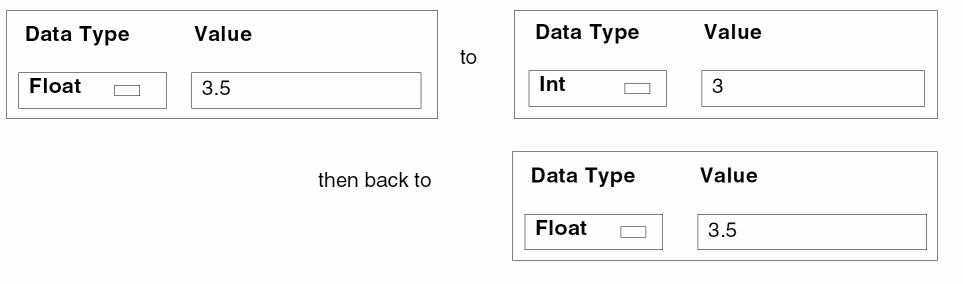 Data Type Value
Float 3.5
to
Data Type Value
Int 3
then back to
Data Type Value
Float 3.5